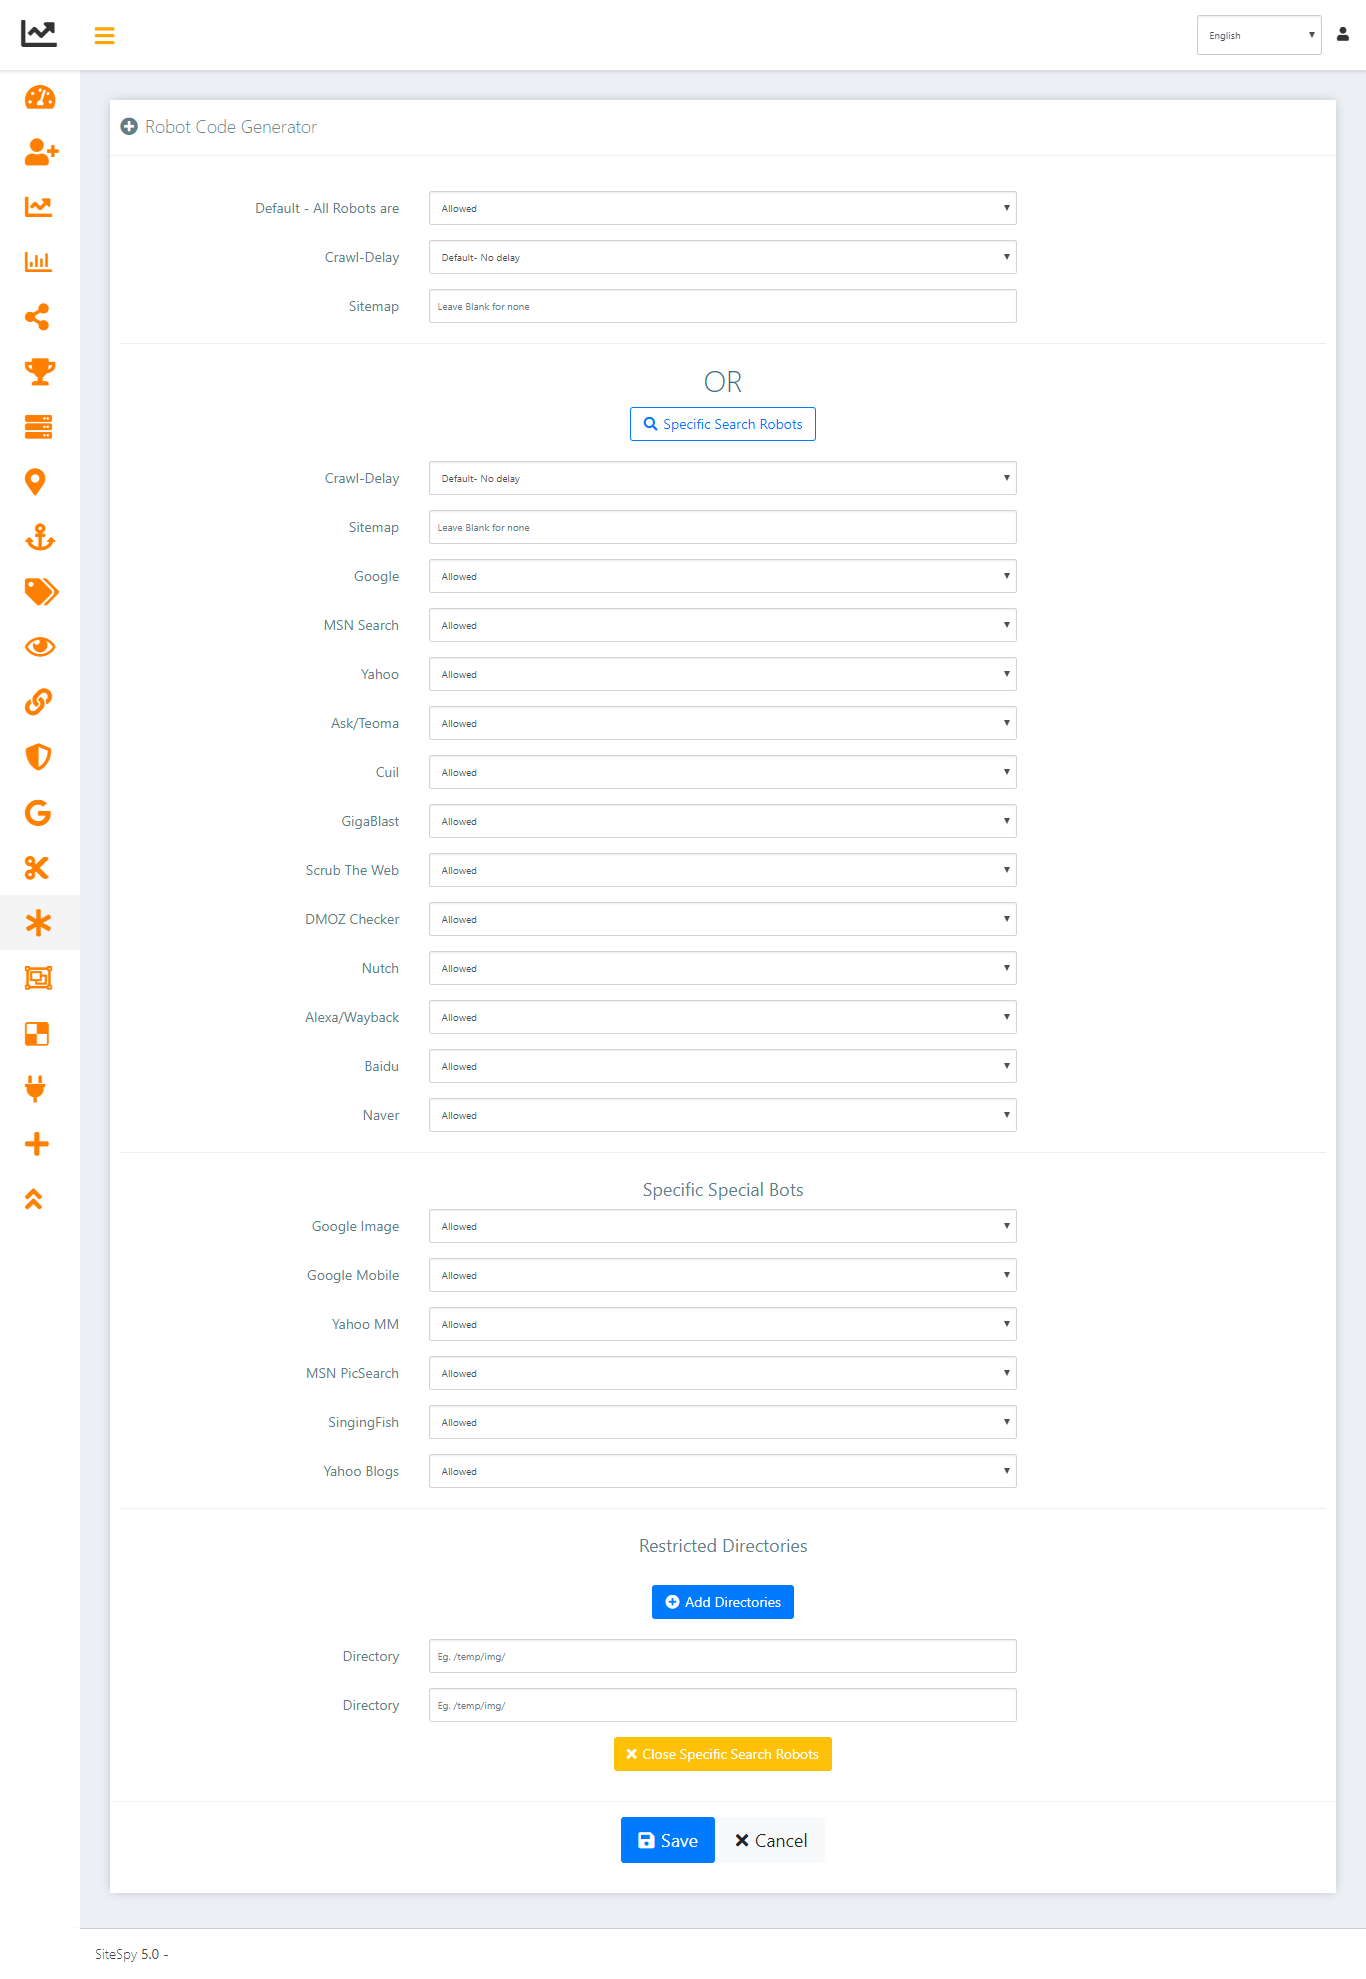 English
Robot Code Generator
Default - All Robots are Allowed
Crawl-Delay Default- No delay
Sitemap Leave Blank for none
OR
Specific Search Robots
Crawl-Delay Default- No delay
Sitemap Leave Blank for none
Google Allowed
MSN Search Allowed
Yahoo Allowed
Ask/Teoma Allowed
Cuil Allowed
GigaBlast Allowed
Scrub The Web Allowed
DMOZ Checker Allowed
Nutch Allowed
Alexa/Wayback Allowed
Baidu Allowed
Naver Allowed
Specific Special Bots
Google Image Allowed
Google Mobile Allowed
Yahoo MM Allowed
MSN PicSearch Allowed
SingingFish Allowed
Yahoo Blogs Allowed
Restricted Directories
Add Directories
Directory Eg. /temp/img/
Directory Eg. /temp/img/
Close Specific Search Robots
Save Cancel
SiteSpy 5.0 -